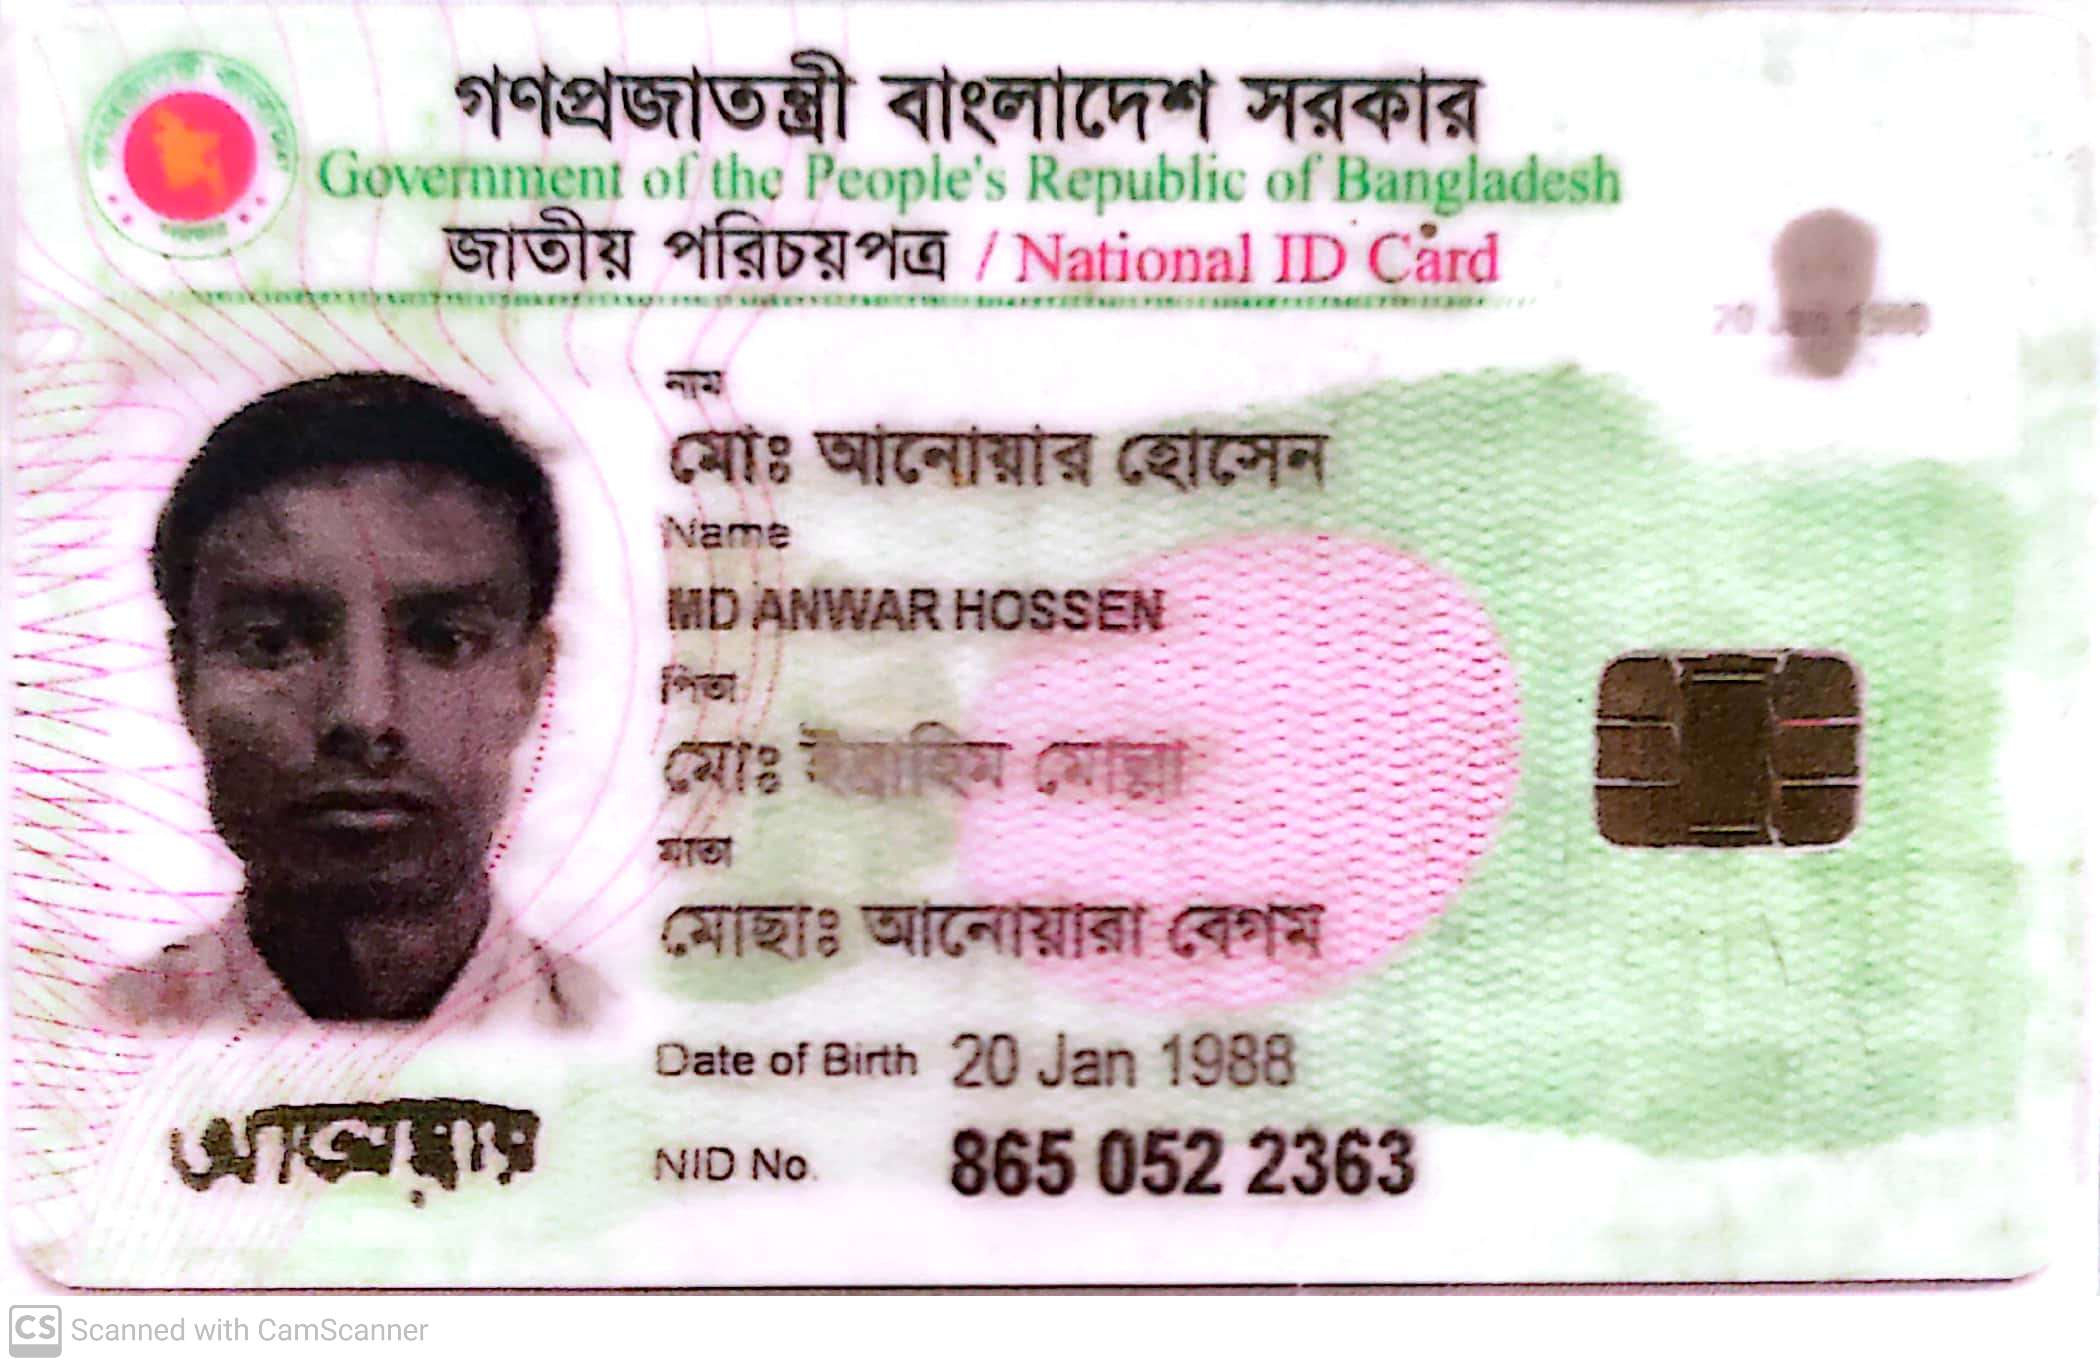 গণপ্রজাতন্ত্রী বাংলাদেশ সরকার
Government of the People's Republic of Bangladesh
জাতীয় পরিচয়পত্র / National ID Card
20 Jan 1988
নাম
মোঃ আনোয়ার হোসেন
Name
MD ANWAR HOSSEN
পিতা
মোঃ ইব্রাহিম মোল্লা
মাতা
মোছাঃ আনোয়ারা বেগম
Date of Birth 20 Jan 1988
NID No. 865 052 2363
CS Scanned with CamScanner